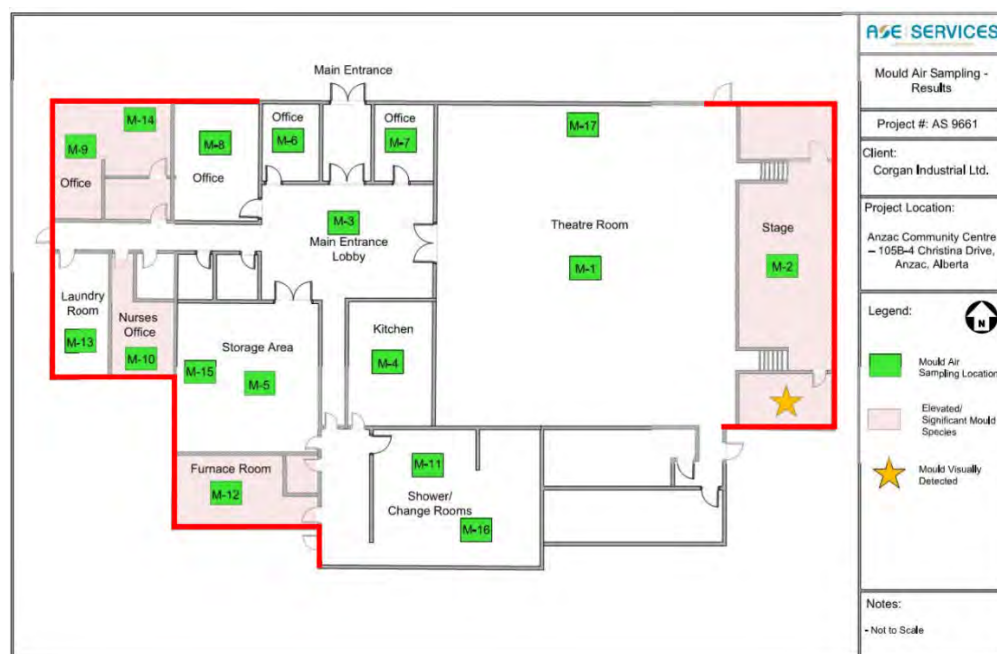 Main Entrance
M-14
M-9
Office
M-8
Office
Office
M-6
Office
M-7
M-17
M-3
Main Entrance
Lobby
Theatre Room
M-1
Stage
M-2
Laundry
Room
M-13
Nurses
Office
M-10
Storage Area
M-15
M-5
Kitchen
M-4
Furnace Room
M-12
M-11
Shower/
Change Rooms
M-16
ASE SERVICES
Mould Air Sampling -
Results
Project #: AS 9661
Client:
Corgan Industrial Ltd.
Project Location:
Anzac Community Centre
– 105B-4 Christina Drive,
Anzac, Alberta
Legend:
N
Mould Air
Sampling Location
Elevated/
Significant Mould
Species
Mould Visually
Detected
Notes:
- Not to Scale